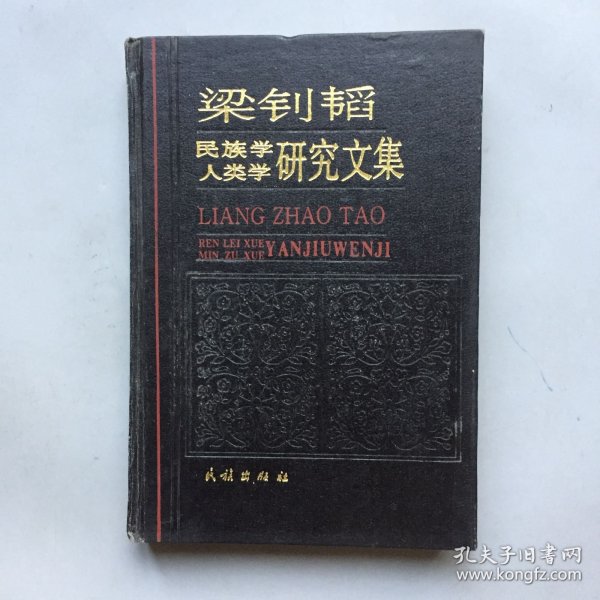 梁钊韬
民族学
人类学 研究文集
LIANG ZHAO TAO
REN LEI XUE
MIN ZU XUE YANJIUWENJI
民族出版社
孔夫子旧书网
www.kongfz.com